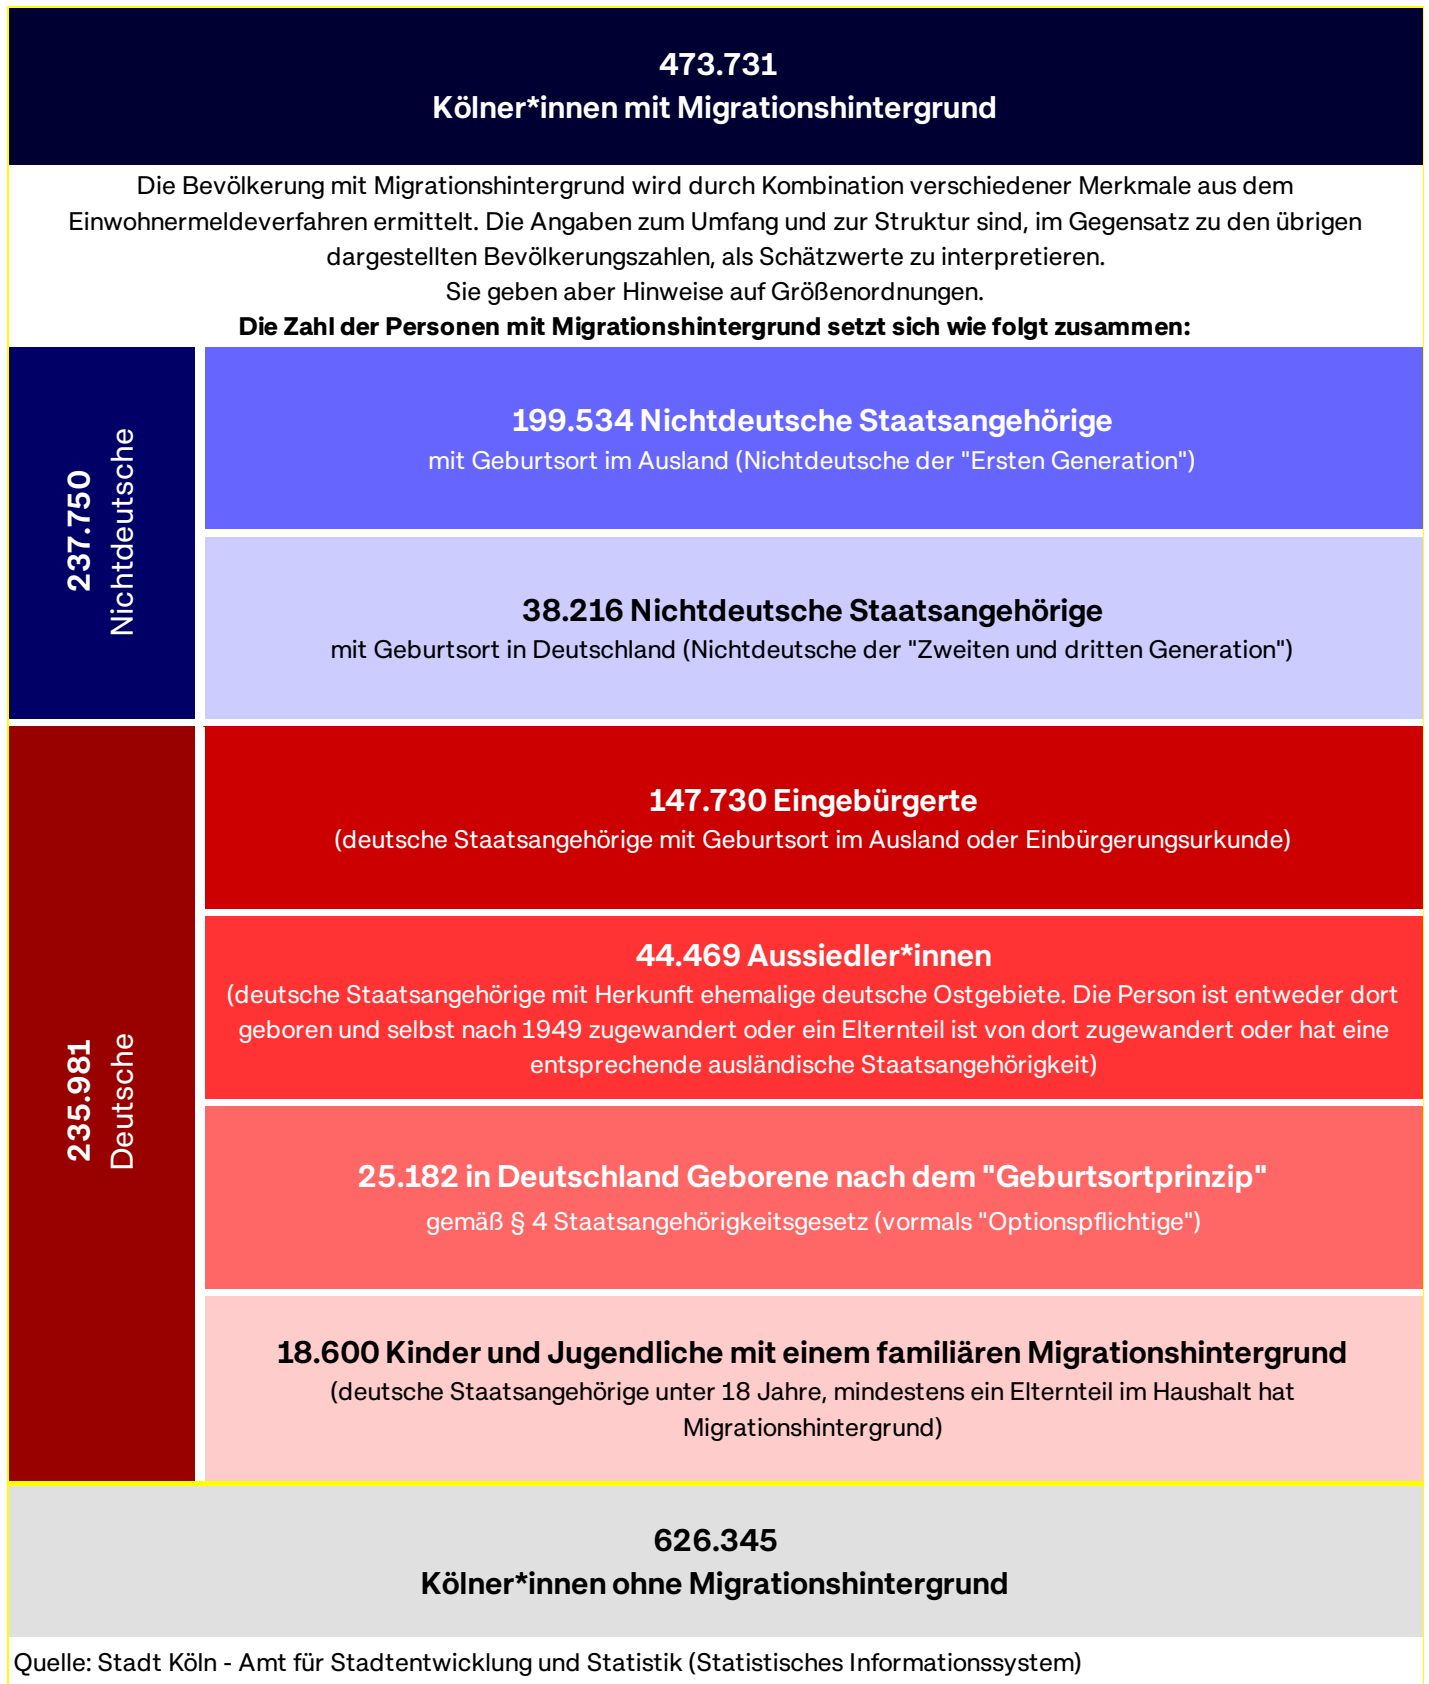 473.731
Kölner*innen mit Migrationshintergrund
Die Bevölkerung mit Migrationshintergrund wird durch Kombination verschiedener Merkmale aus dem
Einwohnermeldeverfahren ermittelt. Die Angaben zum Umfang und zur Struktur sind, im Gegensatz zu den übrigen
dargestellten Bevölkerungszahlen, als Schätzwerte zu interpretieren.
Sie geben aber Hinweise auf Größenordnungen.
Die Zahl der Personen mit Migrationshintergrund setzt sich wie folgt zusammen:
237.750
Nichtdeutsche
199.534 Nichtdeutsche Staatsangehörige
mit Geburtsort im Ausland (Nichtdeutsche der "Ersten Generation")
38.216 Nichtdeutsche Staatsangehörige
mit Geburtsort in Deutschland (Nichtdeutsche der "Zweiten und dritten Generation")
235.981
Deutsche
147.730 Eingebürgerte
(deutsche Staatsangehörige mit Geburtsort im Ausland oder Einbürgerungsurkunde)
44.469 Aussiedler*innen
(deutsche Staatsangehörige mit Herkunft ehemalige deutsche Ostgebiete. Die Person ist entweder dort
geboren und selbst nach 1949 zugewandert oder ein Elternteil ist von dort zugewandert oder hat eine
entsprechende ausländische Staatsangehörigkeit)
25.182 in Deutschland Geborene nach dem "Geburtsortprinzip"
gemäß § 4 Staatsangehörigkeitsgesetz (vormals "Optionspflichtige")
18.600 Kinder und Jugendliche mit einem familiären Migrationshintergrund
(deutsche Staatsangehörige unter 18 Jahre, mindestens ein Elternteil im Haushalt hat
Migrationshintergrund)
626.345
Kölner*innen ohne Migrationshintergrund
Quelle: Stadt Köln - Amt für Stadtentwicklung und Statistik (Statistisches Informationssystem)